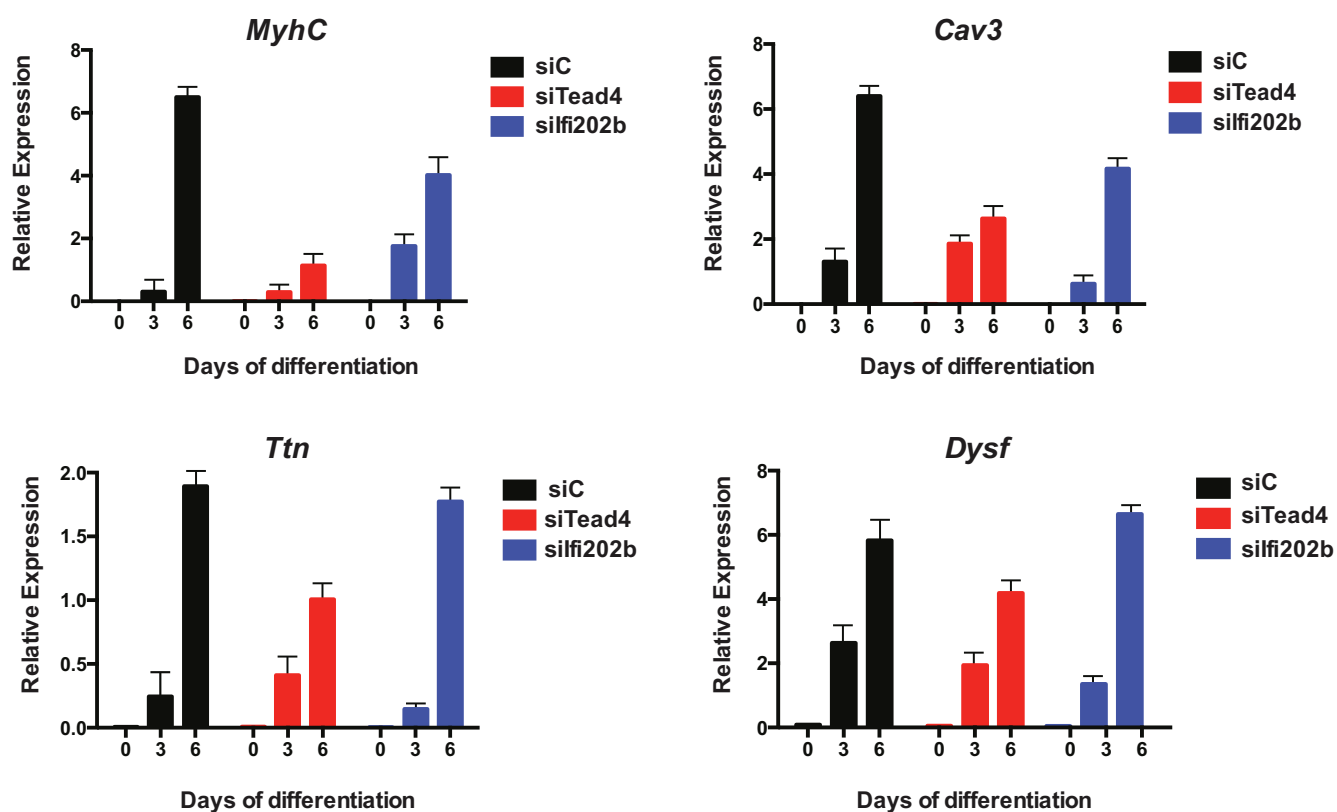 MyhC
8
6
4
2
0
Relative Expression
0 3 6 0 3 6 0 3 6
Days of differentiation
siC
siTead4
siIfi202b
Cav3
8
6
4
2
0
Relative Expression
0 3 6 0 3 6 0 3 6
Days of differentiation
siC
siTead4
siIfi202b
Ttn
2.0
1.5
1.0
0.5
0.0
Relative Expression
0 3 6 0 3 6 0 3 6
Days of differentiation
siC
siTead4
siIfi202b
Dysf
8
6
4
2
0
Relative Expression
0 3 6 0 3 6 0 3 6
Days of differentiation
siC
siTead4
siIfi202b